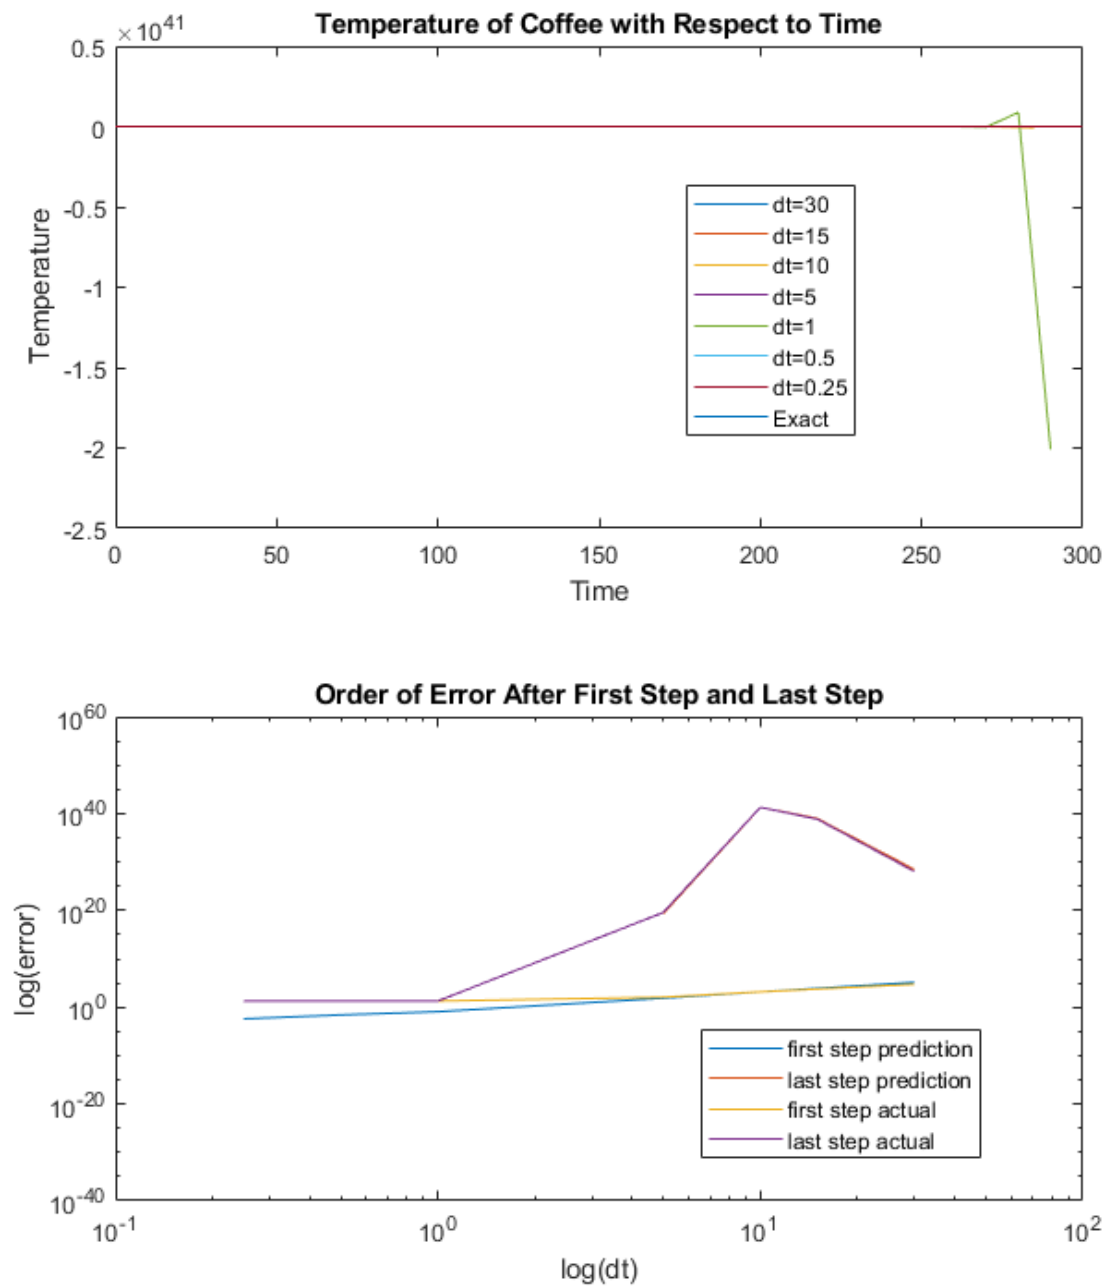 Temperature of Coffee with Respect to Time
×10^41
0.5
0
-0.5
-1
-1.5
-2
-2.5
Temperature
dt=30
dt=15
dt=10
dt=5
dt=1
dt=0.5
dt=0.25
Exact
0 50 100 150 200 250 300
Time
Order of Error After First Step and Last Step
10^60
10^40
10^20
10^0
10^-20
10^-40
log(error)
first step prediction
last step prediction
first step actual
last step actual
10^-1 10^0 10^1 10^2
log(dt)